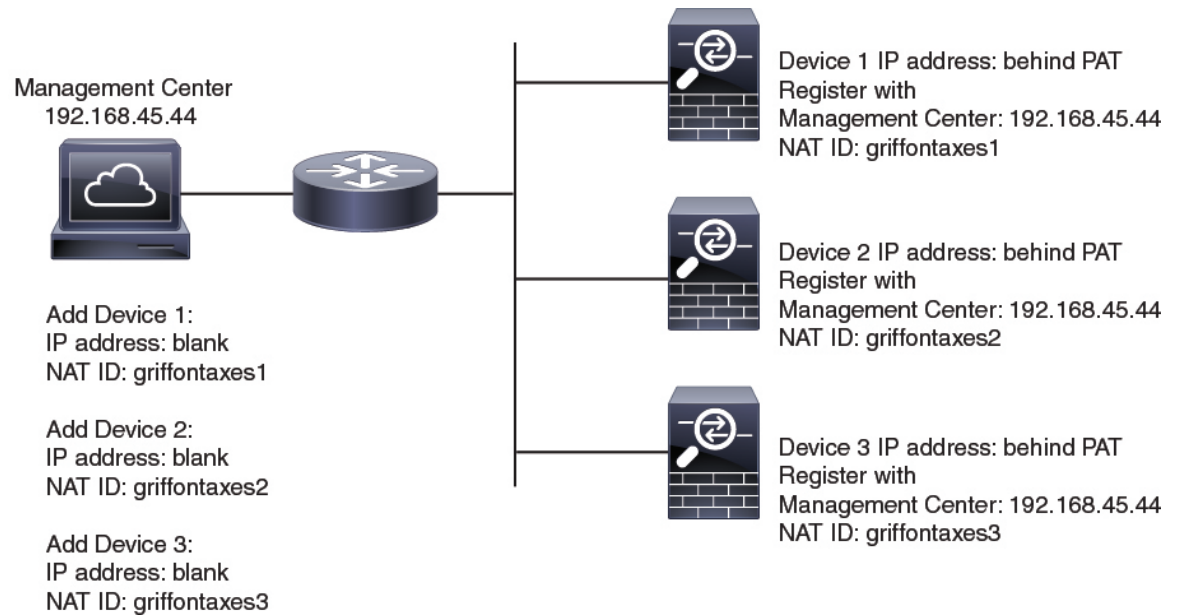 Management Center
192.168.45.44
Add Device 1:
IP address: blank
NAT ID: griffontaxes1
Add Device 2:
IP address: blank
NAT ID: griffontaxes2
Add Device 3:
IP address: blank
NAT ID: griffontaxes3
Device 1 IP address: behind PAT
Register with
Management Center: 192.168.45.44
NAT ID: griffontaxes1
Device 2 IP address: behind PAT
Register with
Management Center: 192.168.45.44
NAT ID: griffontaxes2
Device 3 IP address: behind PAT
Register with
Management Center: 192.168.45.44
NAT ID: griffontaxes3